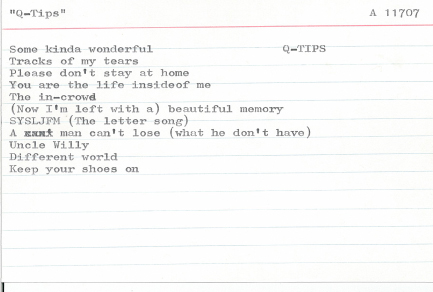 "Q-Tips" A 11707
Some kinda wonderful Q-TIPS
Tracks of my tears
Please don't stay at home
You are the life insideof me
The in-crowd
(Now I'm left with a) beautiful memory
SYSLJFM (The letter song)
A man can't lose (what he don't have)
Uncle Willy
Different world
Keep your shoes on